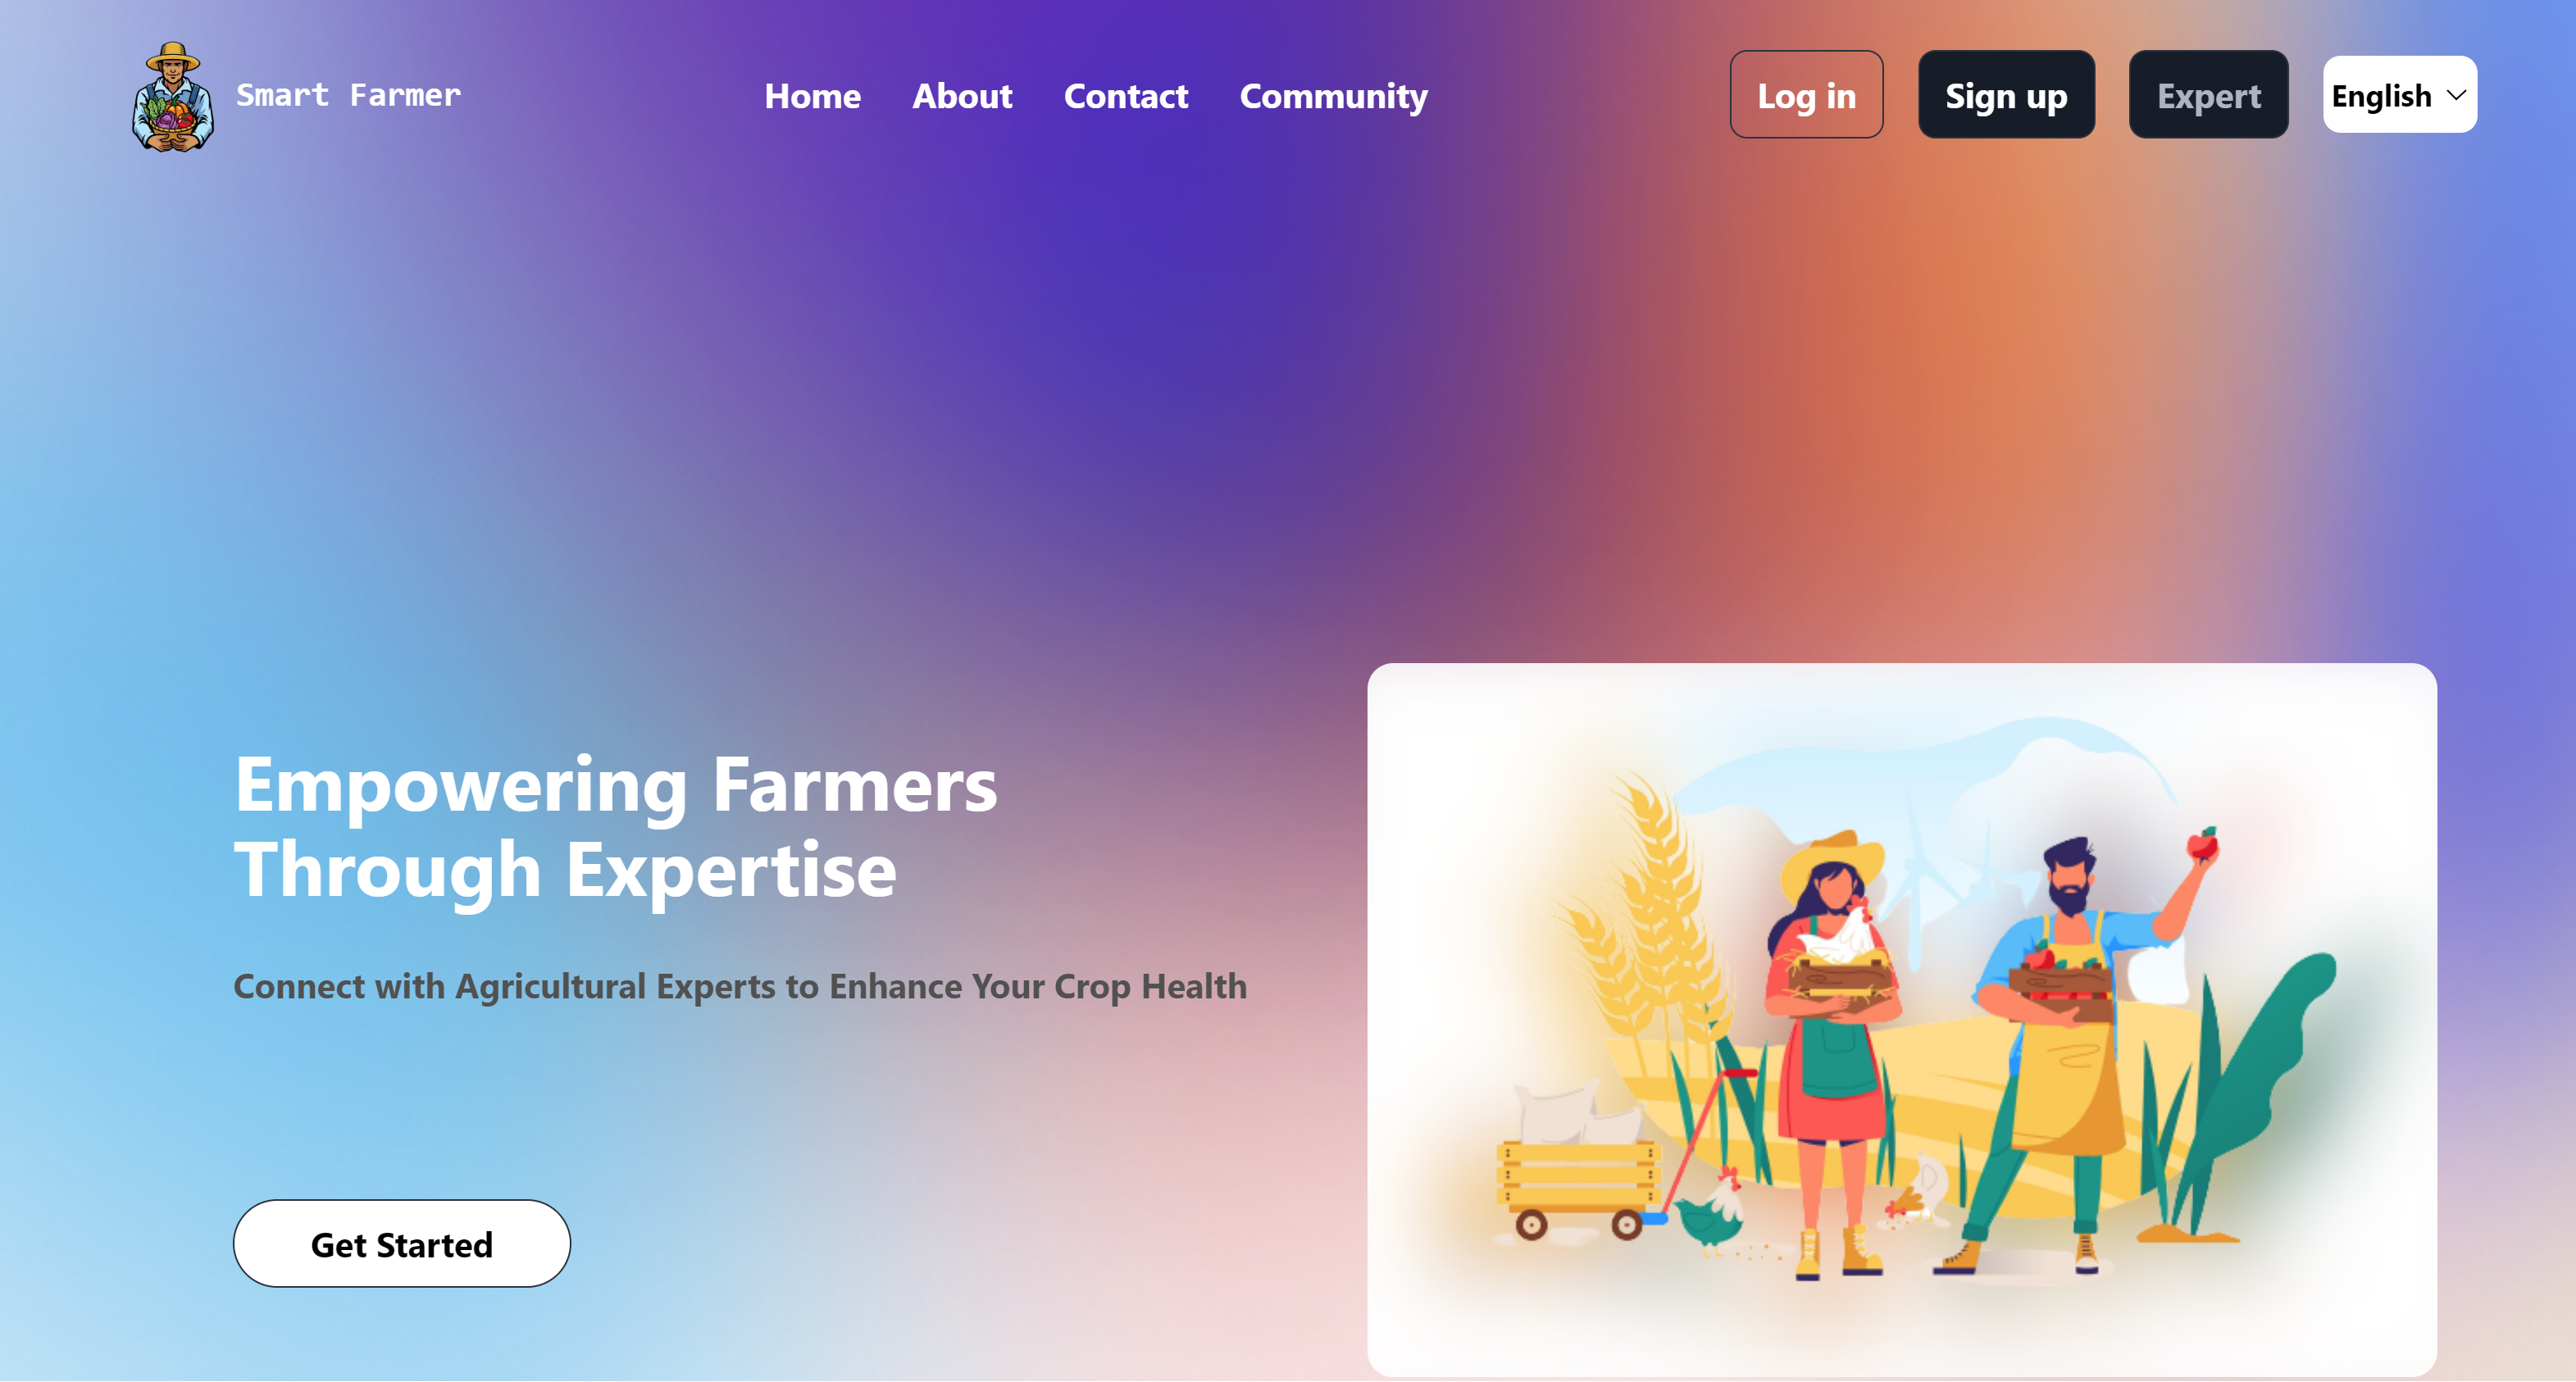 Smart Farmer
Home
About
Contact
Community
Log in
Sign up
Expert
English
Empowering Farmers
Through Expertise
Connect with Agricultural Experts to Enhance Your Crop Health
Get Started